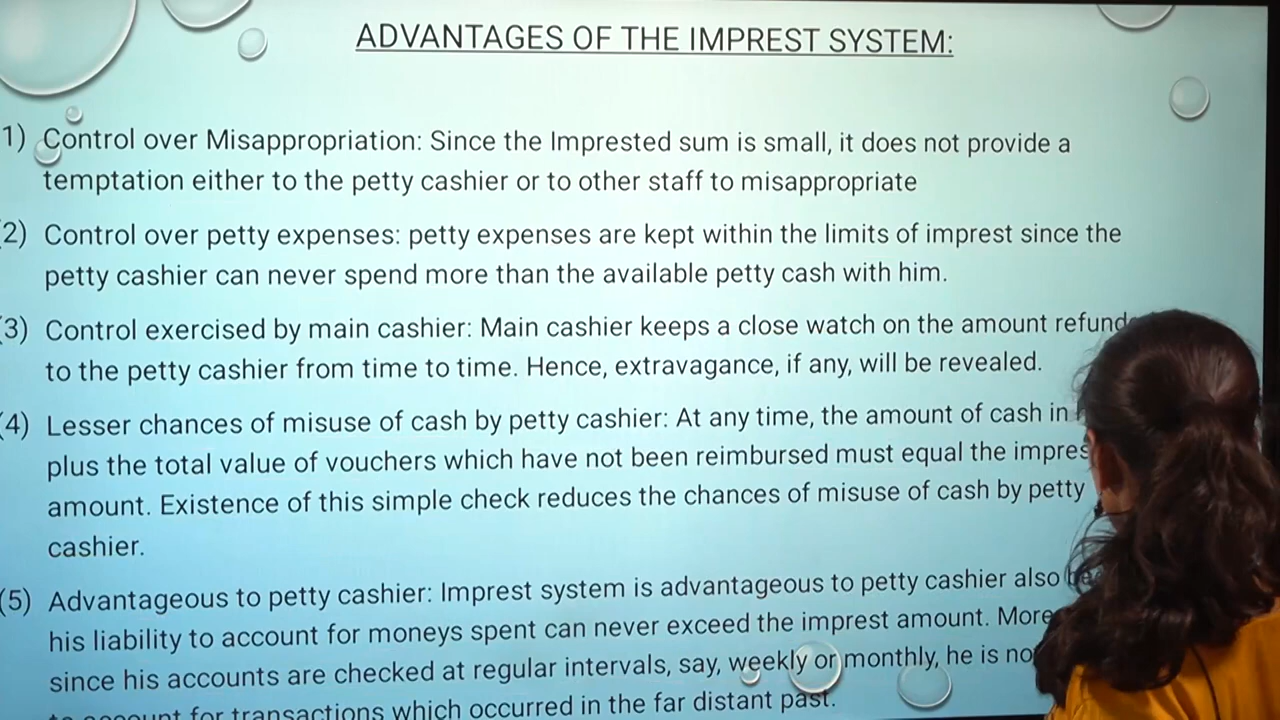 ADVANTAGES OF THE IMPREST SYSTEM:
1) Control over Misappropriation: Since the Imprested sum is small, it does not provide a
temptation either to the petty cashier or to other staff to misappropriate
(2) Control over petty expenses: petty expenses are kept within the limits of imprest since the
petty cashier can never spend more than the available petty cash with him.
(3) Control exercised by main cashier: Main cashier keeps a close watch on the amount
to the petty cashier from time to time. Hence, extravagance, if any, will be revealed.
(4) Lesser chances of misuse of cash by petty cashier: At any time, the amount of cash in
plus the total value of vouchers which have not been reimbursed must equal the
amount. Existence of this simple check reduces the chances of misuse of cash by petty
cashier.
(5) Advantageous to petty cashier: Imprest system is advantageous to petty cashier also
his liability to account for moneys spent can never exceed the imprest amount.
since his accounts are checked at regular intervals, say, weekly or monthly, he is
account for transactions which occurred in the far distant past.